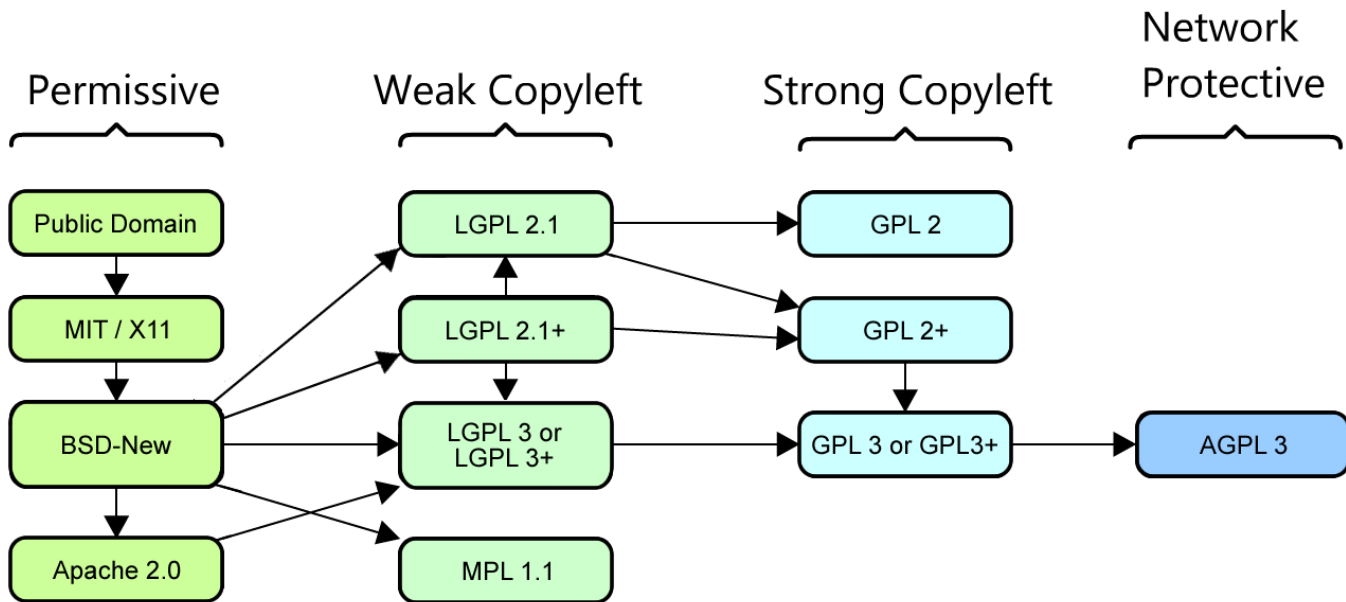 Permissive
Weak Copyleft
Strong Copyleft
Network
Protective
Public Domain
MIT / X11
BSD-New
Apache 2.0
LGPL 2.1
LGPL 2.1+
LGPL 3 or
LGPL 3+
MPL 1.1
GPL 2
GPL 2+
GPL 3 or GPL3+
AGPL 3